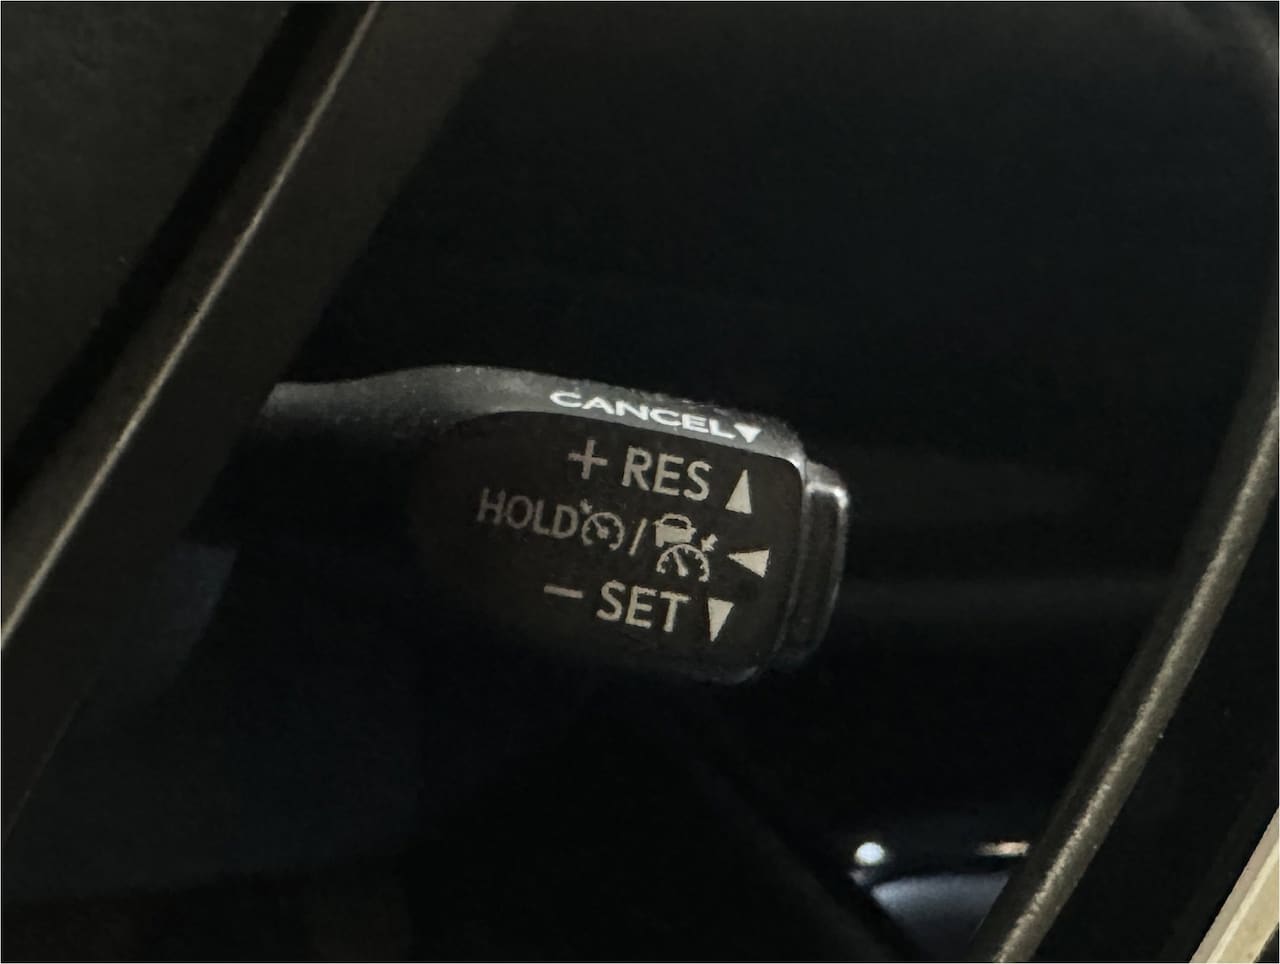 CANCEL▼
+ RES ▲
HOLD / ◀
− SET ▼